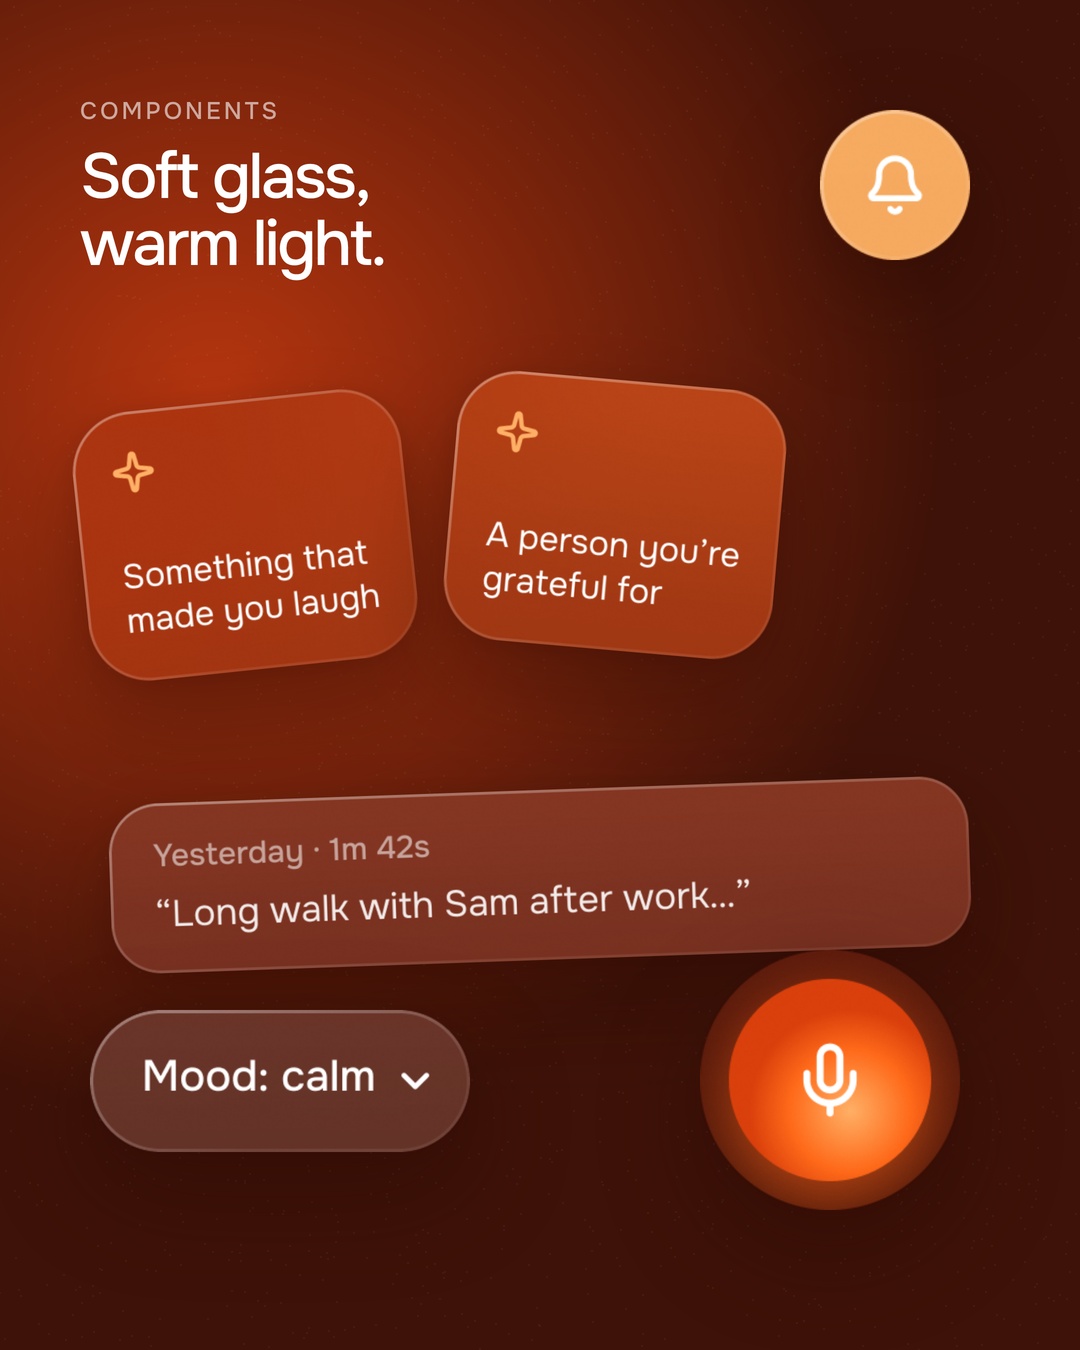 COMPONENTS
Soft glass,
warm light.
Something that
made you laugh
A person you’re
grateful for
Yesterday · 1m 42s
“Long walk with Sam after work...”
Mood: calm